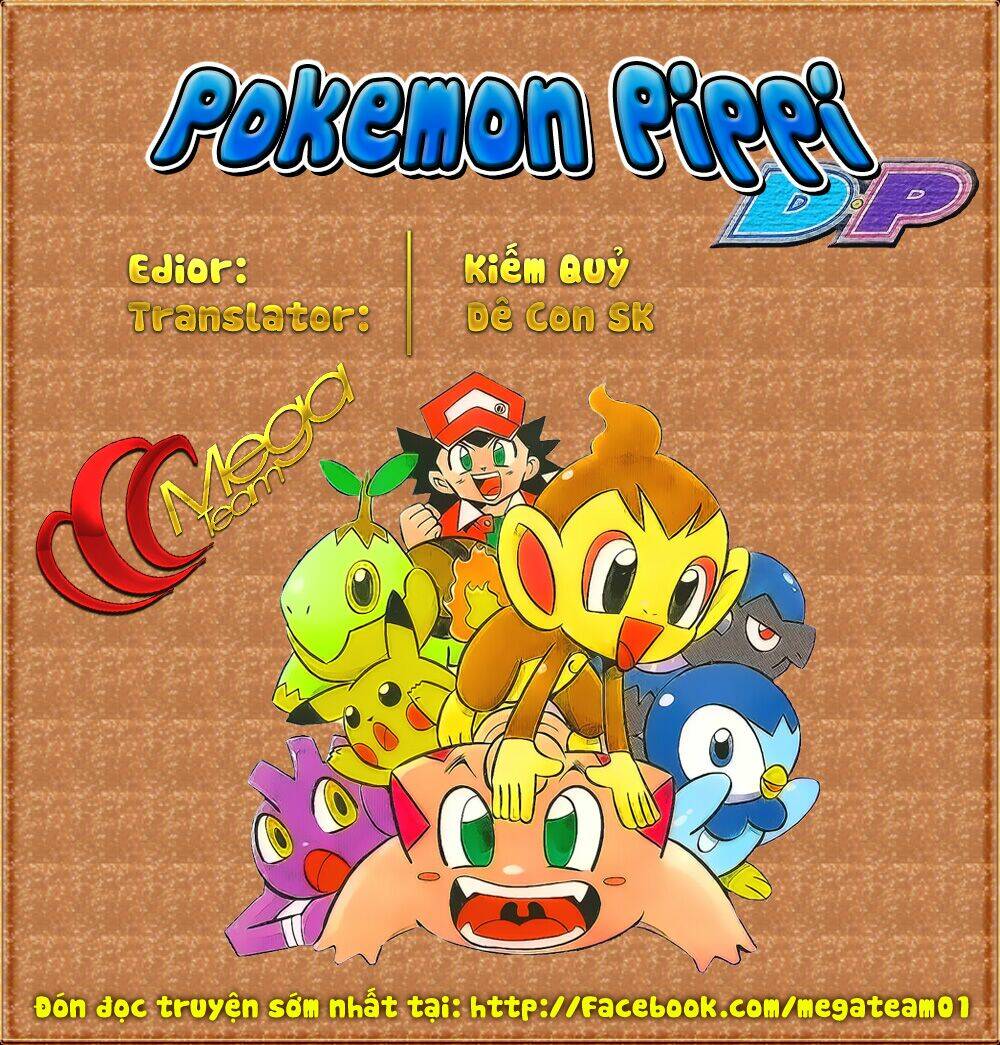 Pokemon Pippi
D·P
Edior: Kiếm Quỷ
Translator: Dê Con SK
Mega
team
Đón đọc truyện sớm nhất tại: http://Facebook.com/megateam01